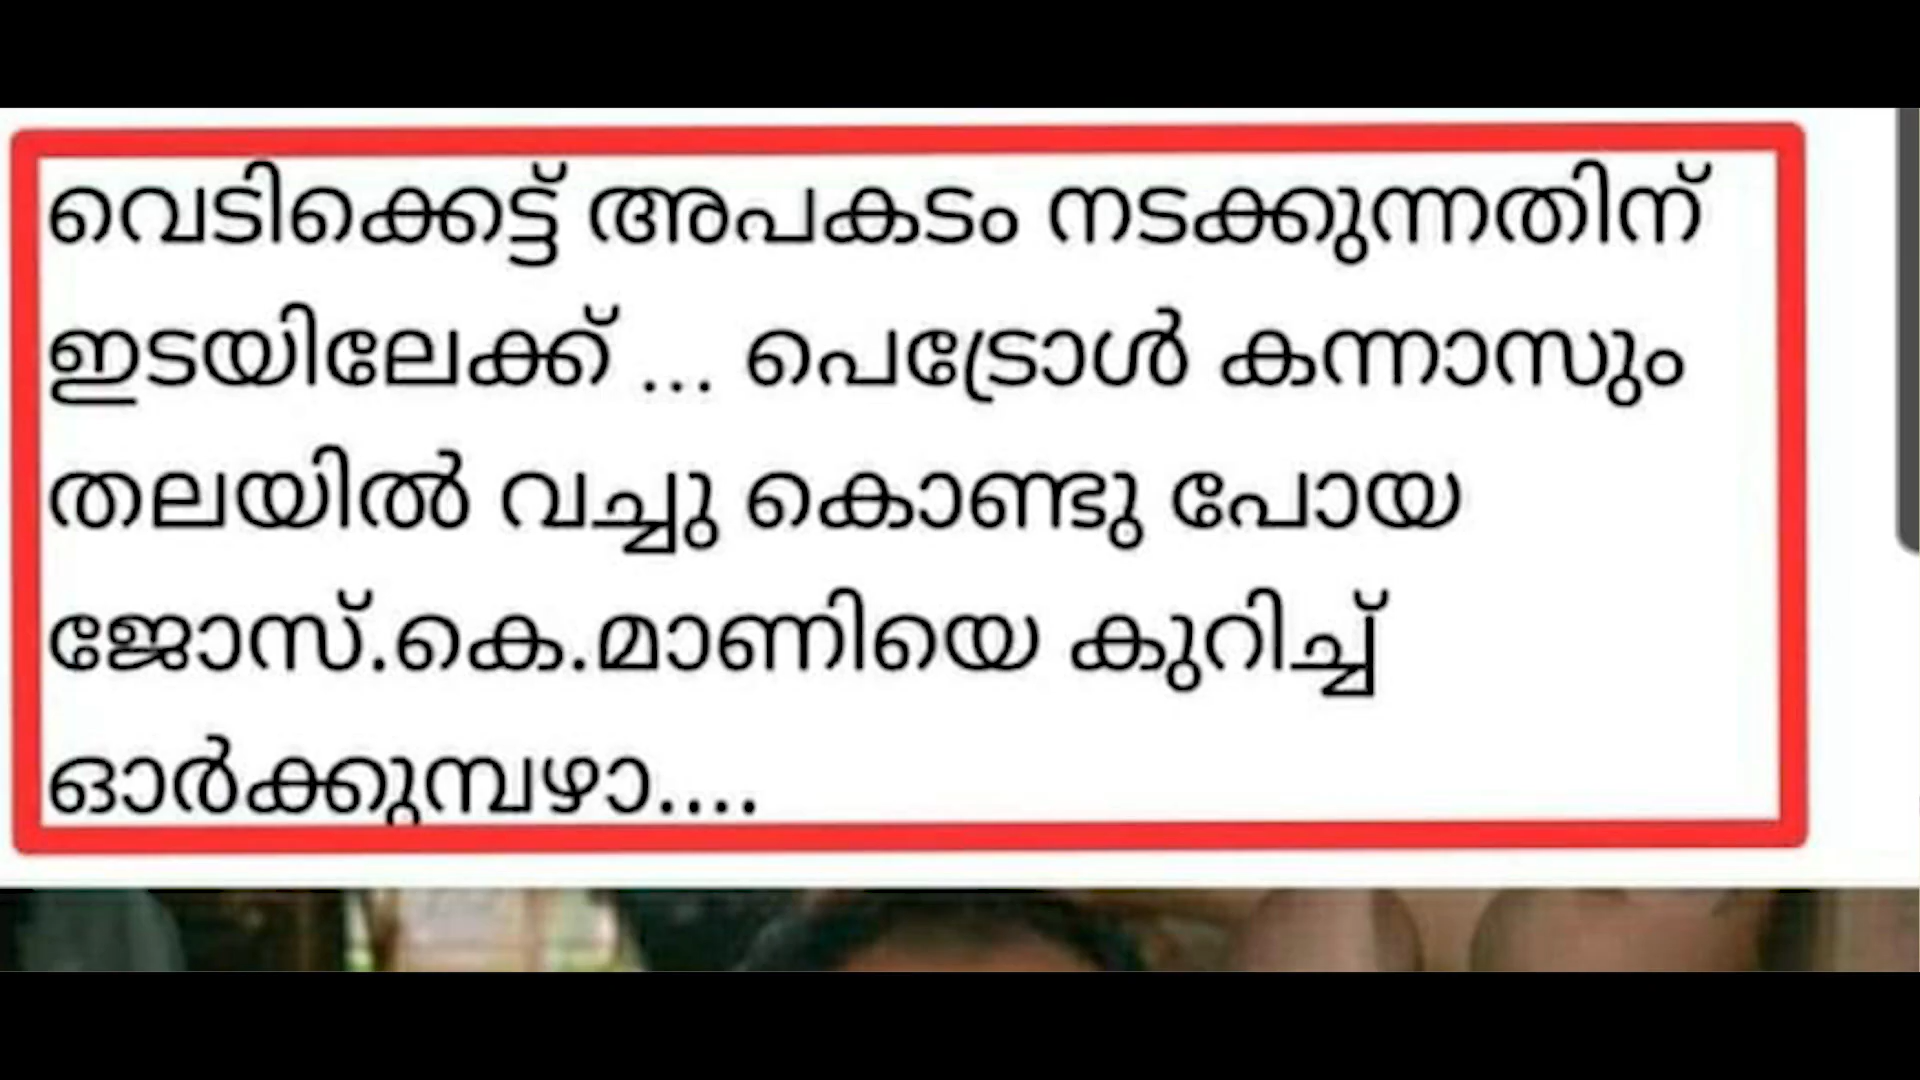 വെടിക്കെട്ട് അപകടം നടക്കുന്നതിന്
ഇടയിലേക്ക് ... പെട്രോൾ കന്നാസും
തലയിൽ വച്ചു കൊണ്ടു പോയ
ജോസ്.കെ.മാണിയെ കുറിച്ച്
ഓർക്കുമ്പഴാ....